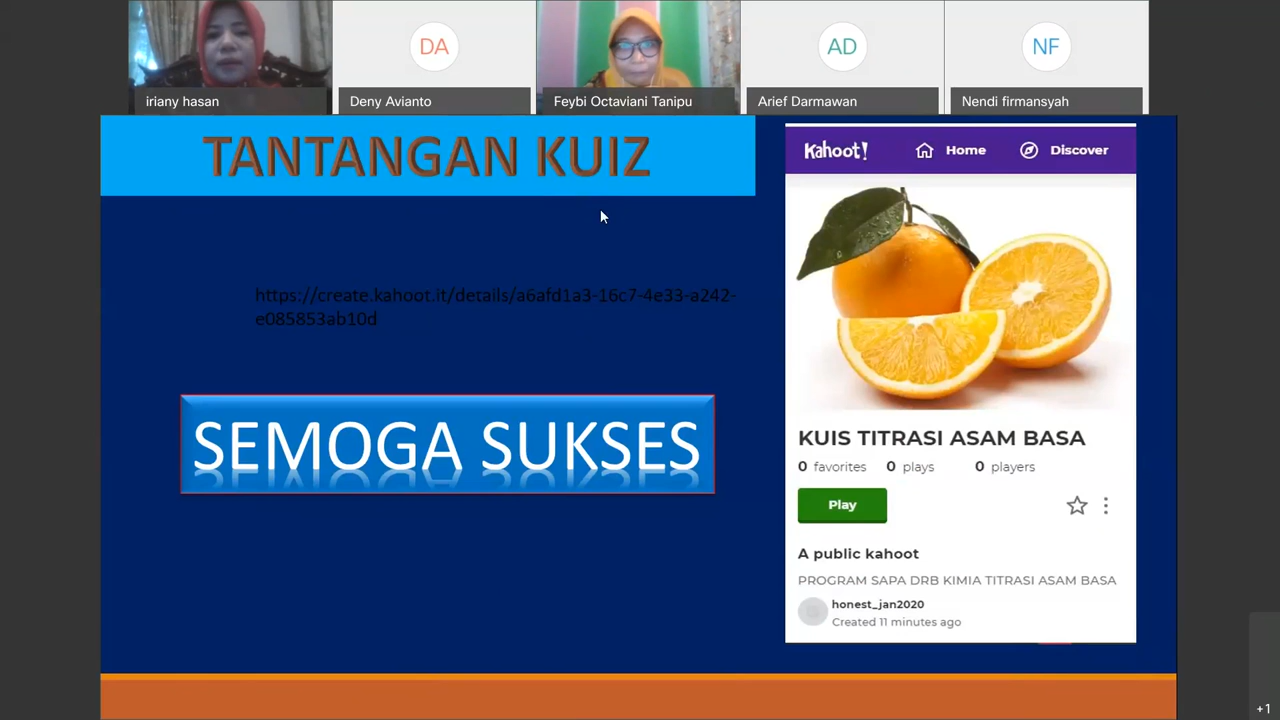 DA
AD
NF
iriany hasan
Deny Avianto
Feybi Octaviani Tanipu
Arief Darmawan
Nendi firmansyah
TANTANGAN KUIZ
https://create.kahoot.it/details/a6afd1a3-16c7-4e33-a242-
e085853ab10d
SEMOGA SUKSES
Kahoot!
Home
Discover
KUIS TITRASI ASAM BASA
0 favorites 0 plays 0 players
Play
A public kahoot
PROGRAM SAPA DRB KIMIA TITRASI ASAM BASA
honest_jan2020
Created 11 minutes ago
+1